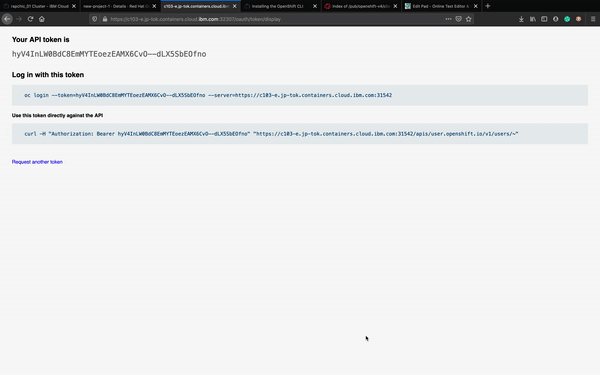 rapchic_01 Cluster - IBM Cloud
new-project-1 - Details · Red Hat O
c103-e.jp-tok.containers.cloud.ibm
Installing the OpenShift CLI
Index of /pub/openshift-v4/clie
Edit Pad - Online Text Editor &
https://c103-e.jp-tok.containers.cloud.ibm.com:31307/oauth/token/display
Your API token is
hyV4InLW0BdC8EmMYTEoezEAMX6CvO--dLX5SbEOfno
Log in with this token
oc login --token=hyV4InLW0BdC8EmMYTEoezEAMX6CvO--dLX5SbEOfno --server=https://c103-e.jp-tok.containers.cloud.ibm.com:31542
Use this token directly against the API
curl -H "Authorization: Bearer hyV4InLW0BdC8EmMYTEoezEAMX6CvO--dLX5SbEOfno" "https://c103-e.jp-tok.containers.cloud.ibm.com:31542/apis/user.openshift.io/v1/users/~"
Request another token